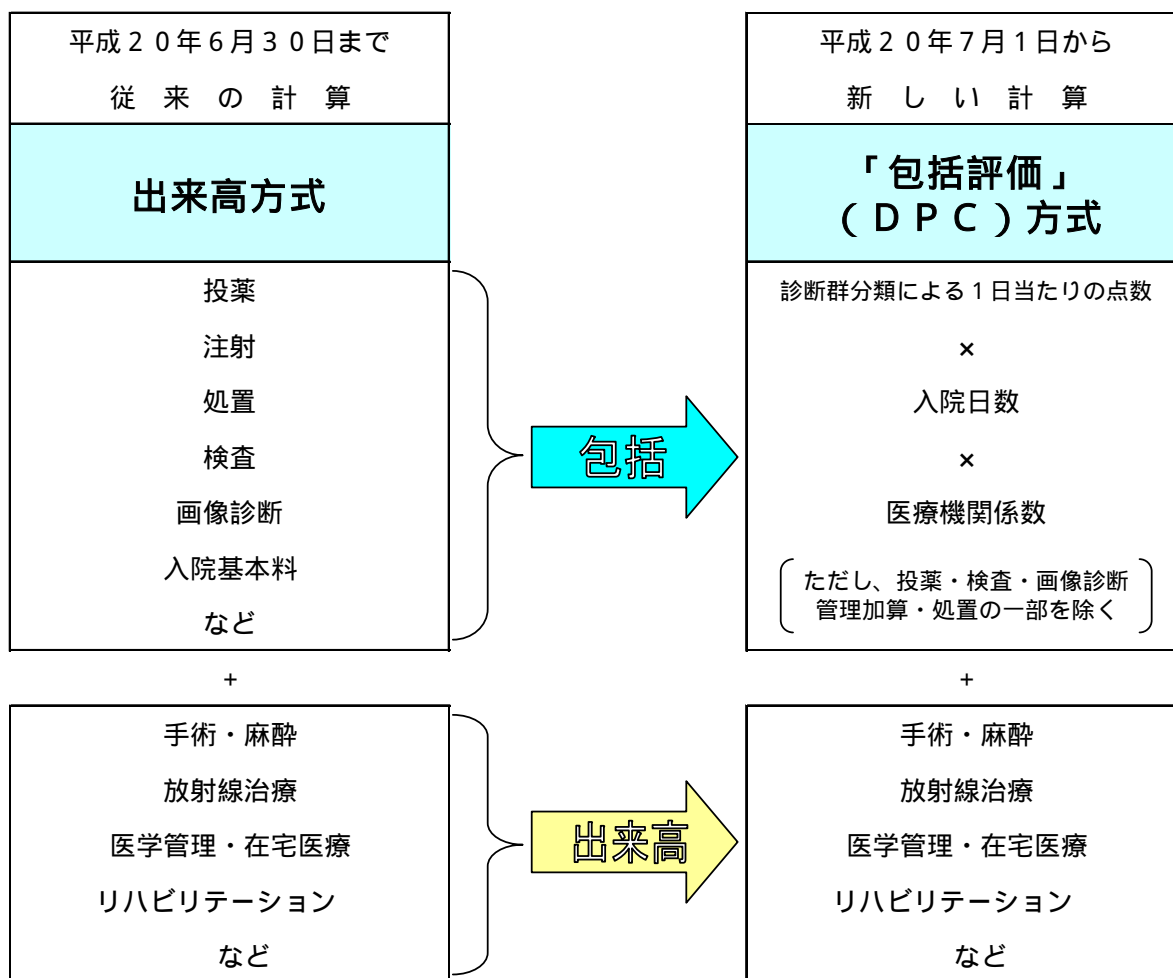 平成２０年６月３０日まで
従来の計算
出来高方式
投薬
注射
処置
検査
画像診断
入院基本料
など
+
手術・麻酔
放射線治療
医学管理・在宅医療
リハビリテーション
など
包括
出来高
平成２０年７月１日から
新しい計算
「包括評価」
（ＤＰＣ）方式
診断群分類による１日当たりの点数
×
入院日数
×
医療機関係数
ただし、投薬・検査・画像診断
管理加算・処置の一部を除く
+
手術・麻酔
放射線治療
医学管理・在宅医療
リハビリテーション
など